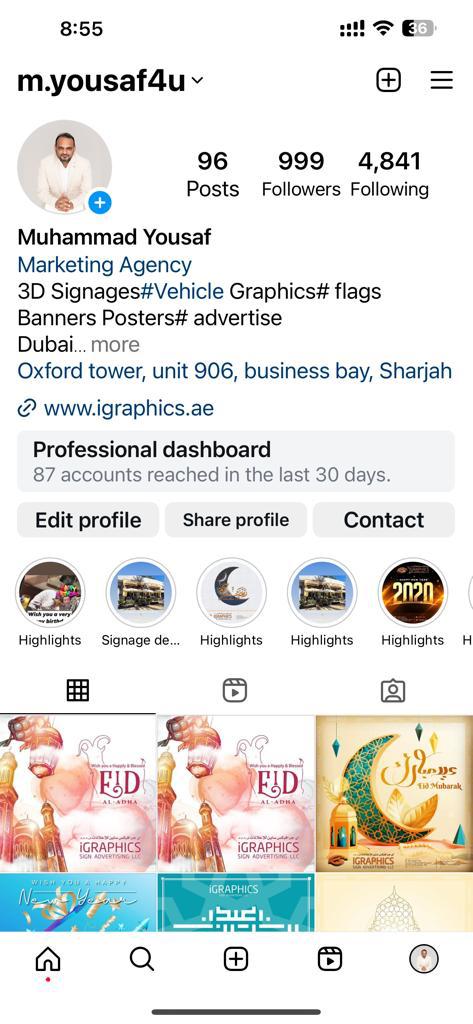 8:55
36
m.yousaf4u
96
999
4,841
Posts
Followers
Following
Muhammad Yousaf
Marketing Agency
3D Signages#Vehicle Graphics# flags
Banners Posters# advertise
Dubai... more
Oxford tower, unit 906, business bay, Sharjah
www.igraphics.ae
Professional dashboard
87 accounts reached in the last 30 days.
Edit profile
Share profile
Contact
Wish you a very
HAPPY NEW YEAR
2020
Highlights
Signage de...
Highlights
Highlights
Highlights
H
Wish you a Happily & Blessed
EID
AL-ADHA
iGRAPHICS
SIGN ADVERTISING LLC
Wish you a Happily & Blessed
EID
AL-ADHA
iGRAPHICS
SIGN ADVERTISING LLC
عيد مبارك
Eid Mubarak
iGRAPHICS
SIGN ADVERTISING LLC
WISH YOU A HAPPY
New Year
iGRAPHICS